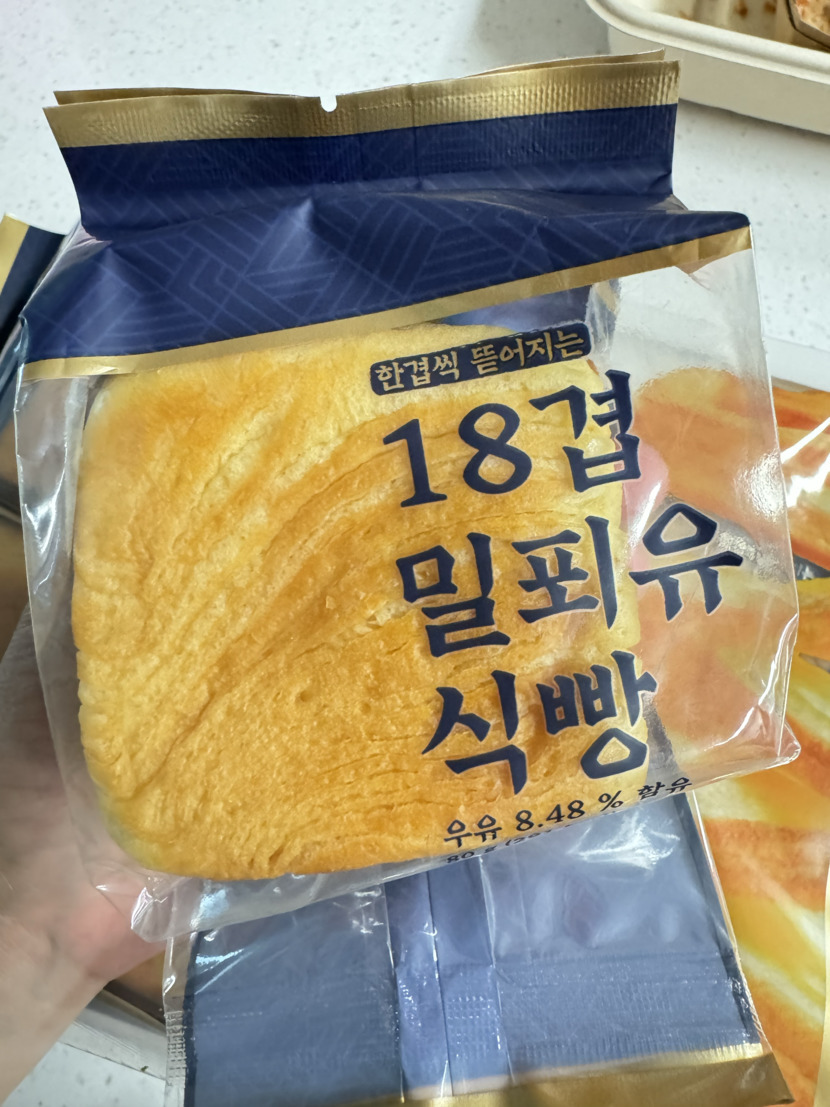 한겹씩 뜯어지는
18겹
밀푀유
식빵
우유 8.48 % 함유
80 g